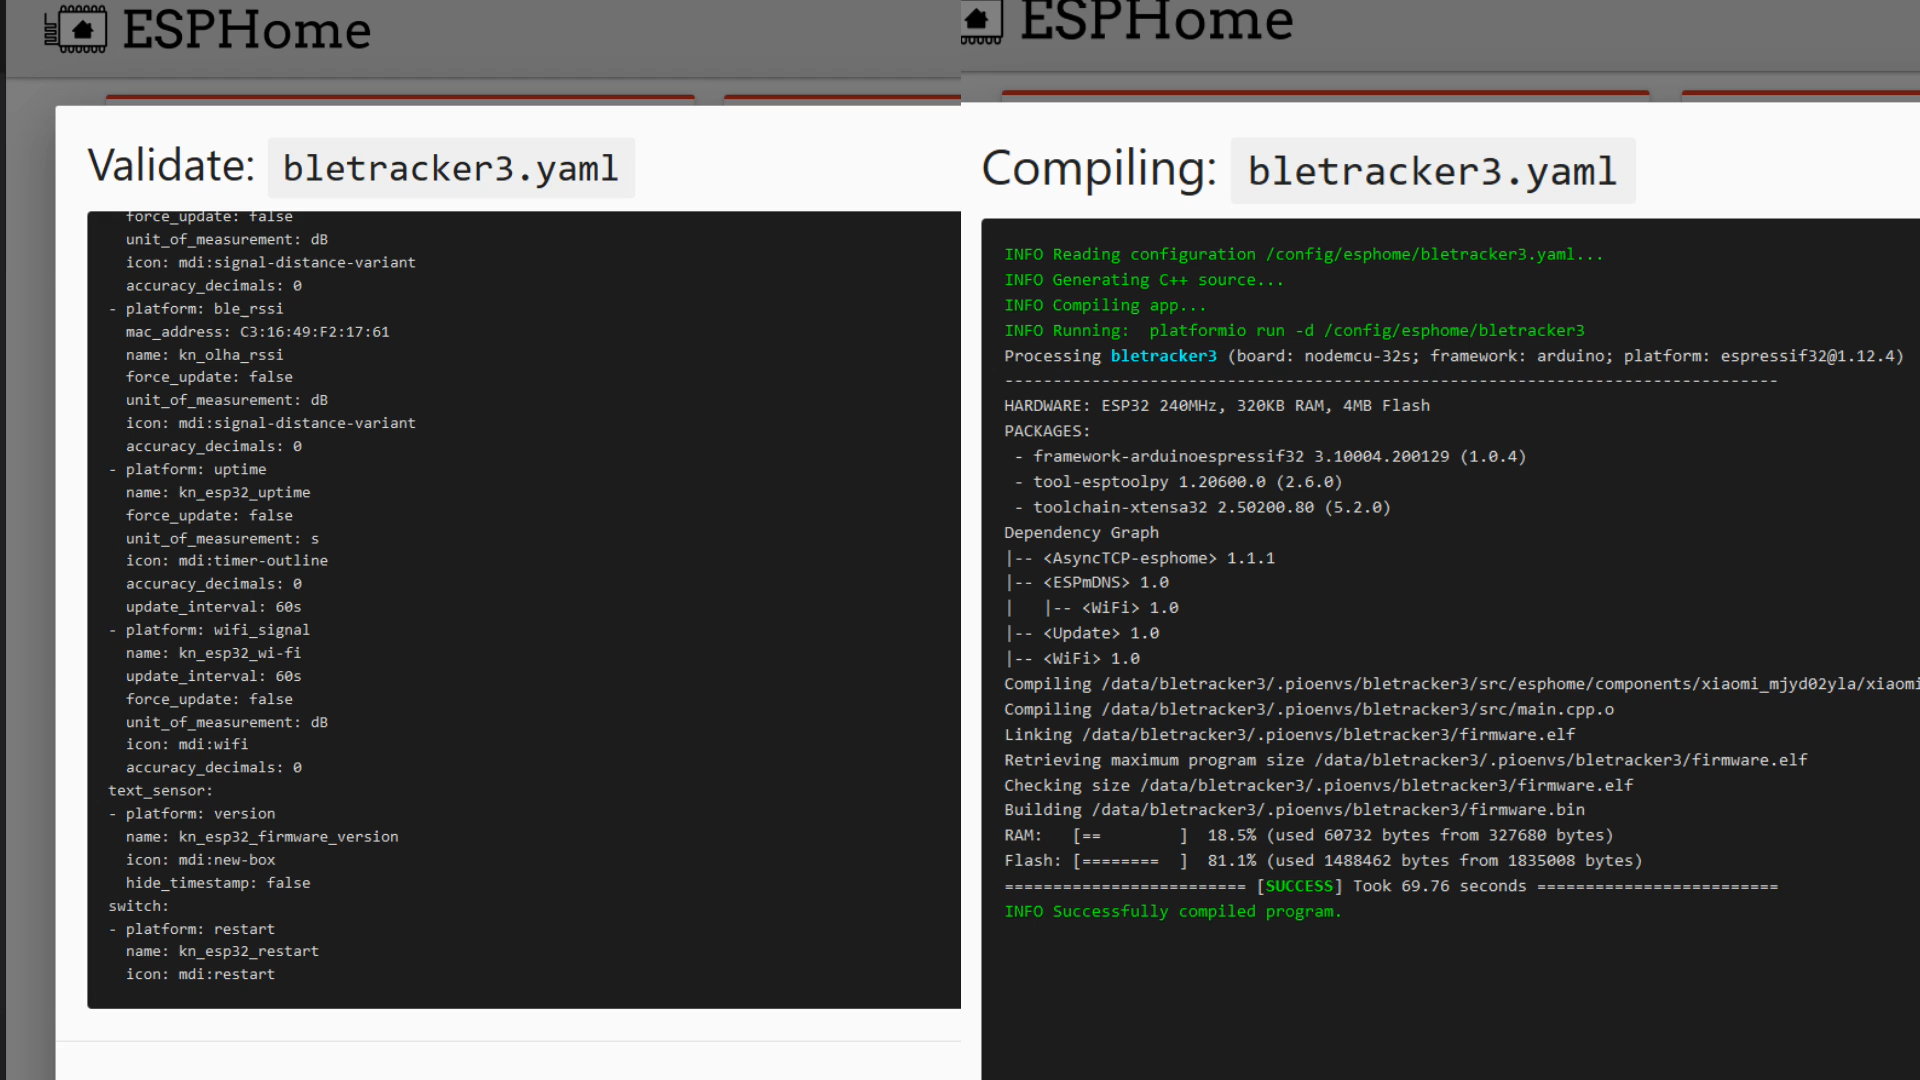 ESPHome
Validate: bletracker3.yaml
force_update: false
unit_of_measurement: dB
icon: mdi:signal-distance-variant
accuracy_decimals: 0
- platform: ble_rssi
mac_address: C3:16:49:F2:17:61
name: kn_olha_rssi
force_update: false
unit_of_measurement: dB
icon: mdi:signal-distance-variant
accuracy_decimals: 0
- platform: uptime
name: kn_esp32_uptime
force_update: false
unit_of_measurement: s
icon: mdi:timer-outline
accuracy_decimals: 0
update_interval: 60s
- platform: wifi_signal
name: kn_esp32_wi-fi
update_interval: 60s
force_update: false
unit_of_measurement: dB
icon: mdi:wifi
accuracy_decimals: 0
text_sensor:
- platform: version
name: kn_esp32_firmware_version
icon: mdi:new-box
hide_timestamp: false
switch:
- platform: restart
name: kn_esp32_restart
icon: mdi:restart
ESPHome
Compiling: bletracker3.yaml
INFO Reading configuration /config/esphome/bletracker3.yaml...
INFO Generating C++ source...
INFO Compiling app...
INFO Running:  platformio run -d /config/esphome/bletracker3
Processing bletracker3 (board: nodemcu-32s; framework: arduino; platform: espressif32@1.12.4)
--------------------------------------------------------------------------------
HARDWARE: ESP32 240MHz, 320KB RAM, 4MB Flash
PACKAGES:
- framework-arduinoespressif32 3.10004.200129 (1.0.4)
- tool-esptoolpy 1.20600.0 (2.6.0)
- toolchain-xtensa32 2.50200.80 (5.2.0)
Dependency Graph
|-- <AsyncTCP-esphome> 1.1.1
|-- <ESPmDNS> 1.0
|   |-- <WiFi> 1.0
|-- <Update> 1.0
|-- <WiFi> 1.0
Compiling /data/bletracker3/.pioenvs/bletracker3/src/esphome/components/xiaomi_mjyd02yla/xiaomi
Compiling /data/bletracker3/.pioenvs/bletracker3/src/main.cpp.o
Linking /data/bletracker3/.pioenvs/bletracker3/firmware.elf
Retrieving maximum program size /data/bletracker3/.pioenvs/bletracker3/firmware.elf
Checking size /data/bletracker3/.pioenvs/bletracker3/firmware.elf
Building /data/bletracker3/.pioenvs/bletracker3/firmware.bin
RAM:   [==        ]  18.5% (used 60732 bytes from 327680 bytes)
Flash: [========  ]  81.1% (used 1488462 bytes from 1835008 bytes)
========================= [SUCCESS] Took 69.76 seconds =========================
INFO Successfully compiled program.